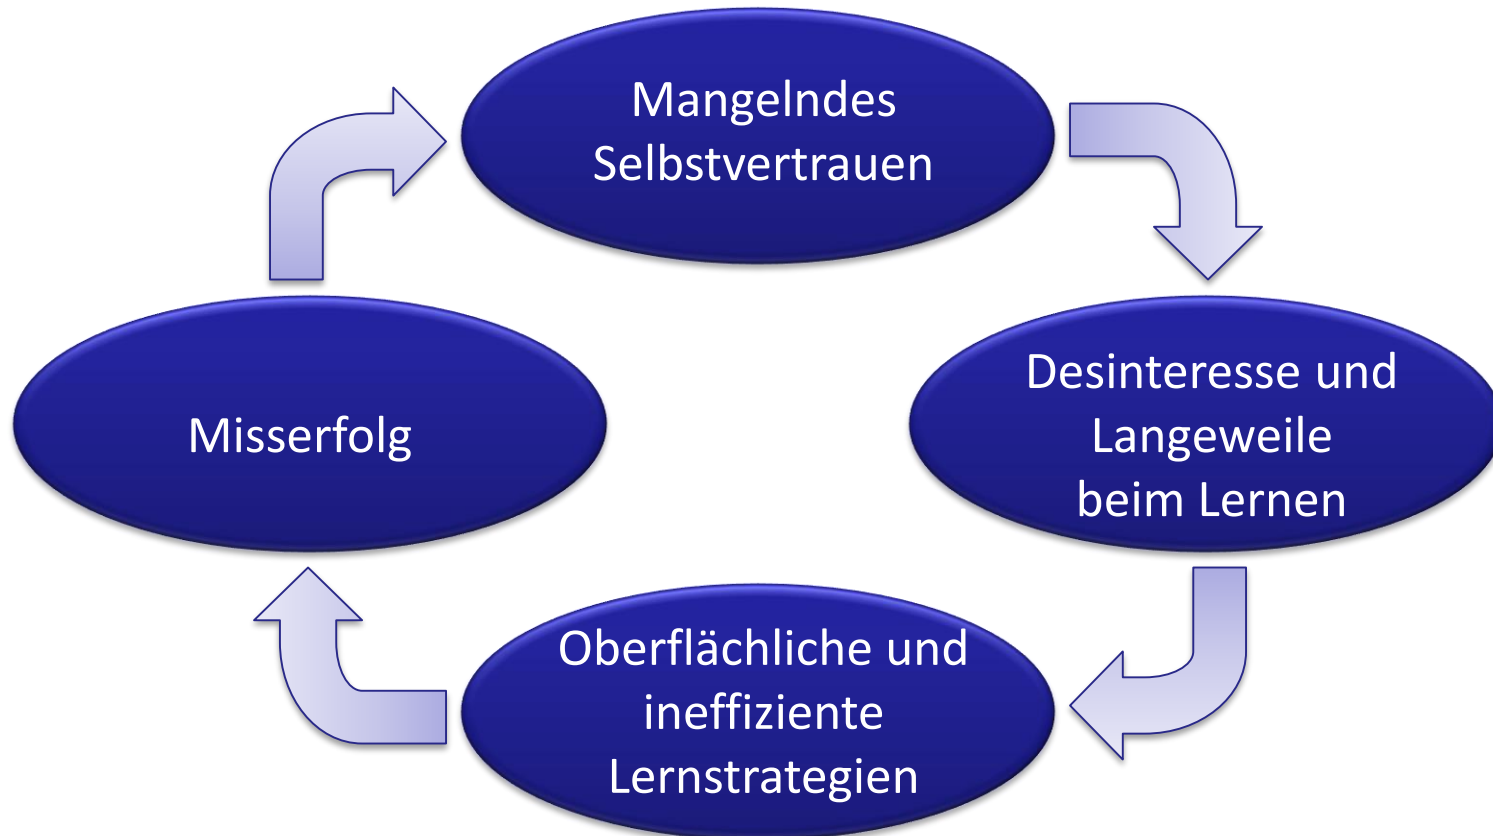 Mangelndes
Selbstvertrauen
Desinteresse und
Langeweile
beim Lernen
Oberflächliche und
ineffiziente
Lernstrategien
Misserfolg